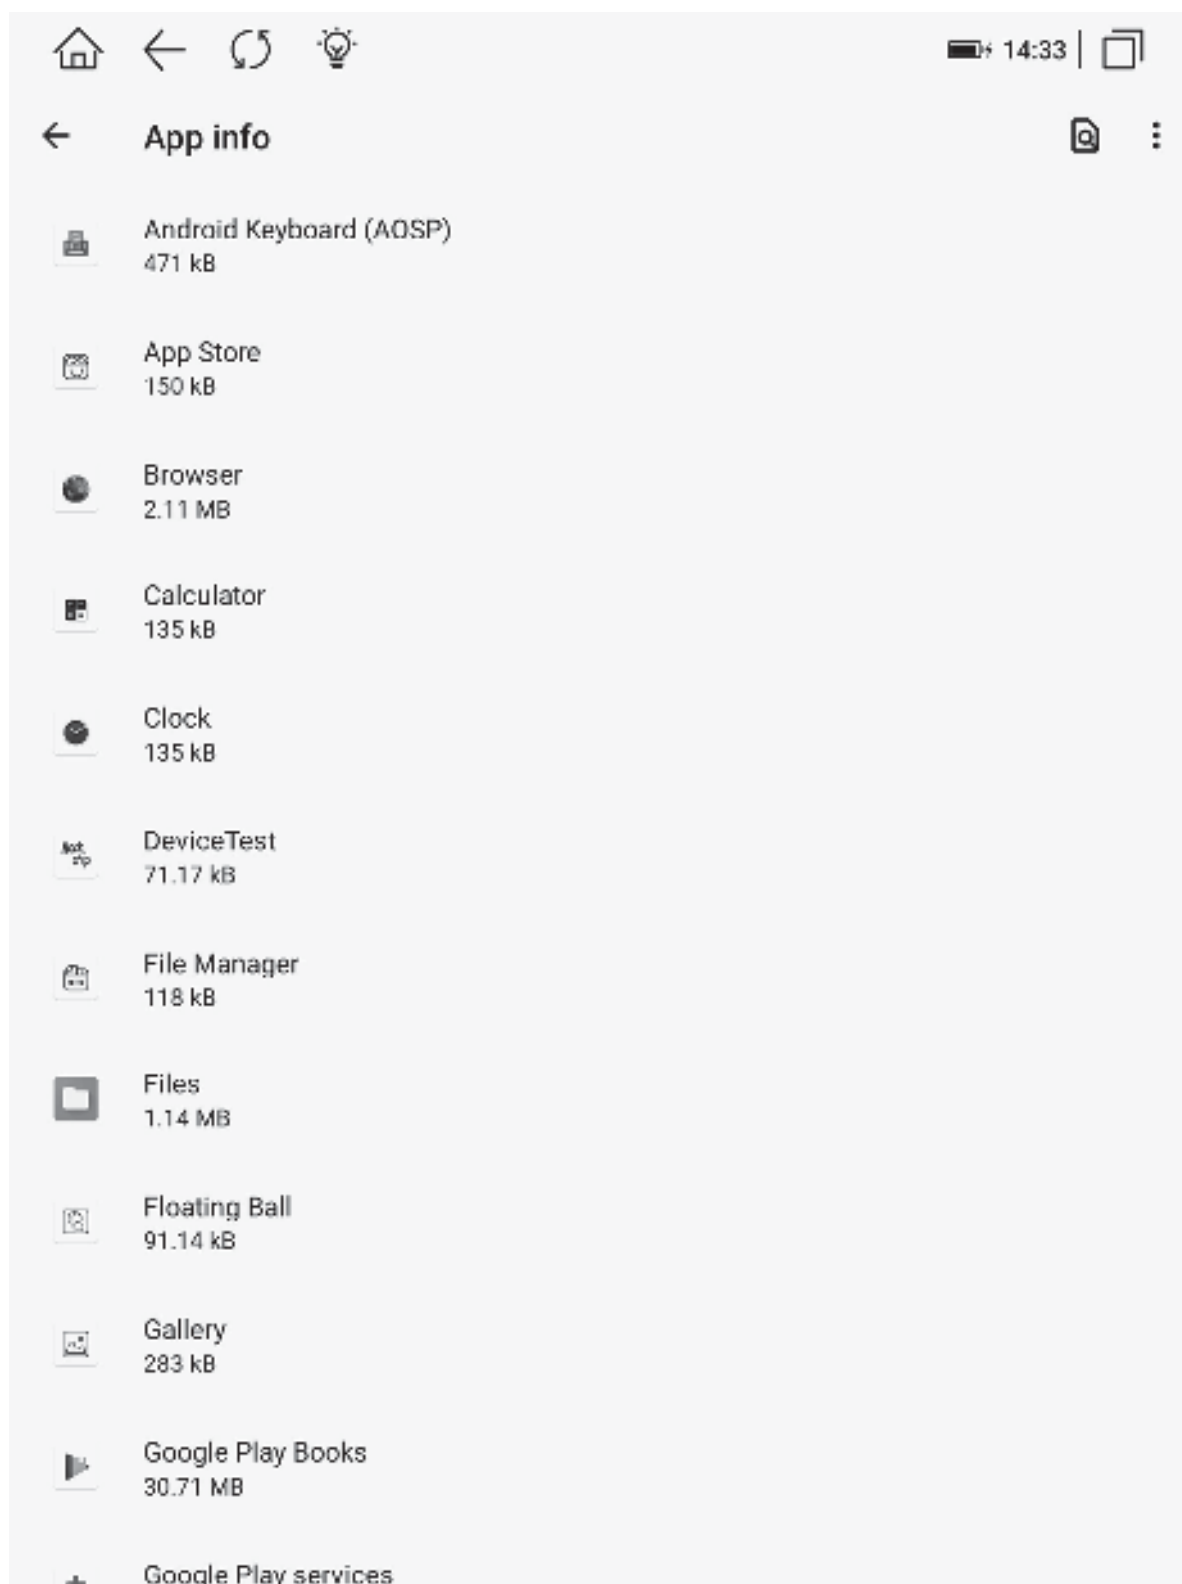 14:33
App info
Android Keyboard (AOSP)
471 kB
App Store
150 kB
Browser
2.11 MB
Calculator
135 kB
Clock
135 kB
DeviceTest
71.17 kB
File Manager
118 kB
Files
1.14 MB
Floating Ball
91.14 kB
Gallery
283 kB
Google Play Books
30.71 MB
Google Play services